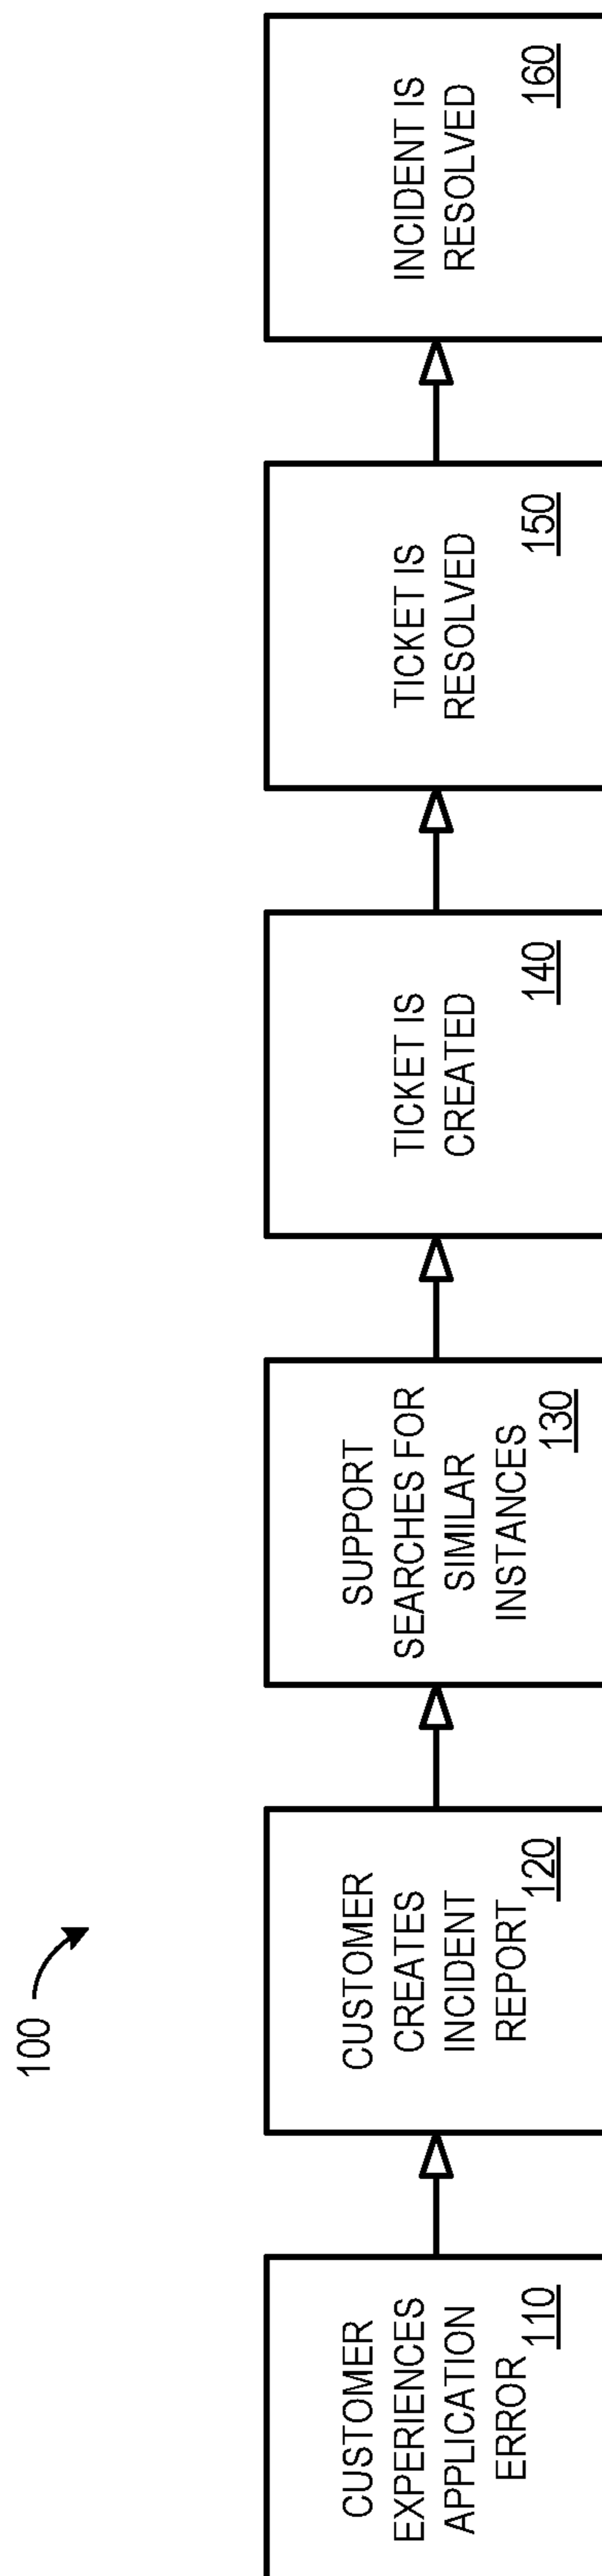 100
CUSTOMER
EXPERIENCES
APPLICATION
ERROR
110
CUSTOMER
CREATES
INCIDENT
REPORT
120
SUPPORT
SEARCHES FOR
SIMILAR
INSTANCES
130
TICKET IS
CREATED
140
TICKET IS
RESOLVED
150
INCIDENT IS
RESOLVED
160